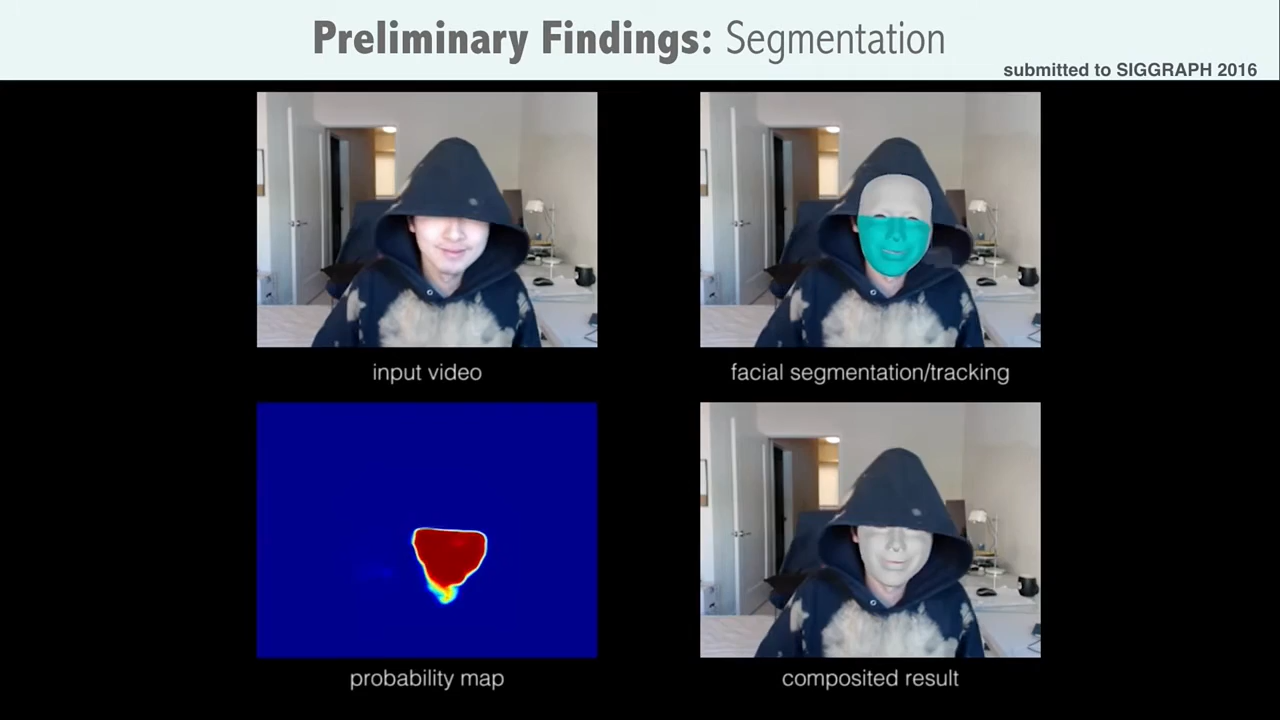 Preliminary Findings: Segmentation
submitted to SIGGRAPH 2016
input video
facial segmentation/tracking
probability map
composited result